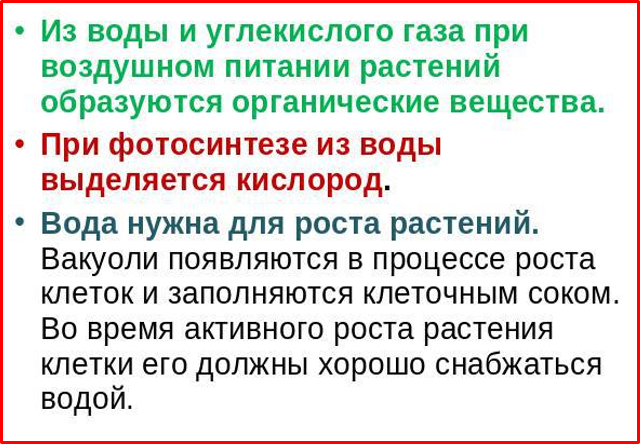 • Из воды и углекислого газа при
воздушном питании растений
образуются органические вещества.
• При фотосинтезе из воды
выделяется кислород.
• Вода нужна для роста растений.
Вакуоли появляются в процессе роста
клеток и заполняются клеточным соком.
Во время активного роста растения
клетки его должны хорошо снабжаться
водой.